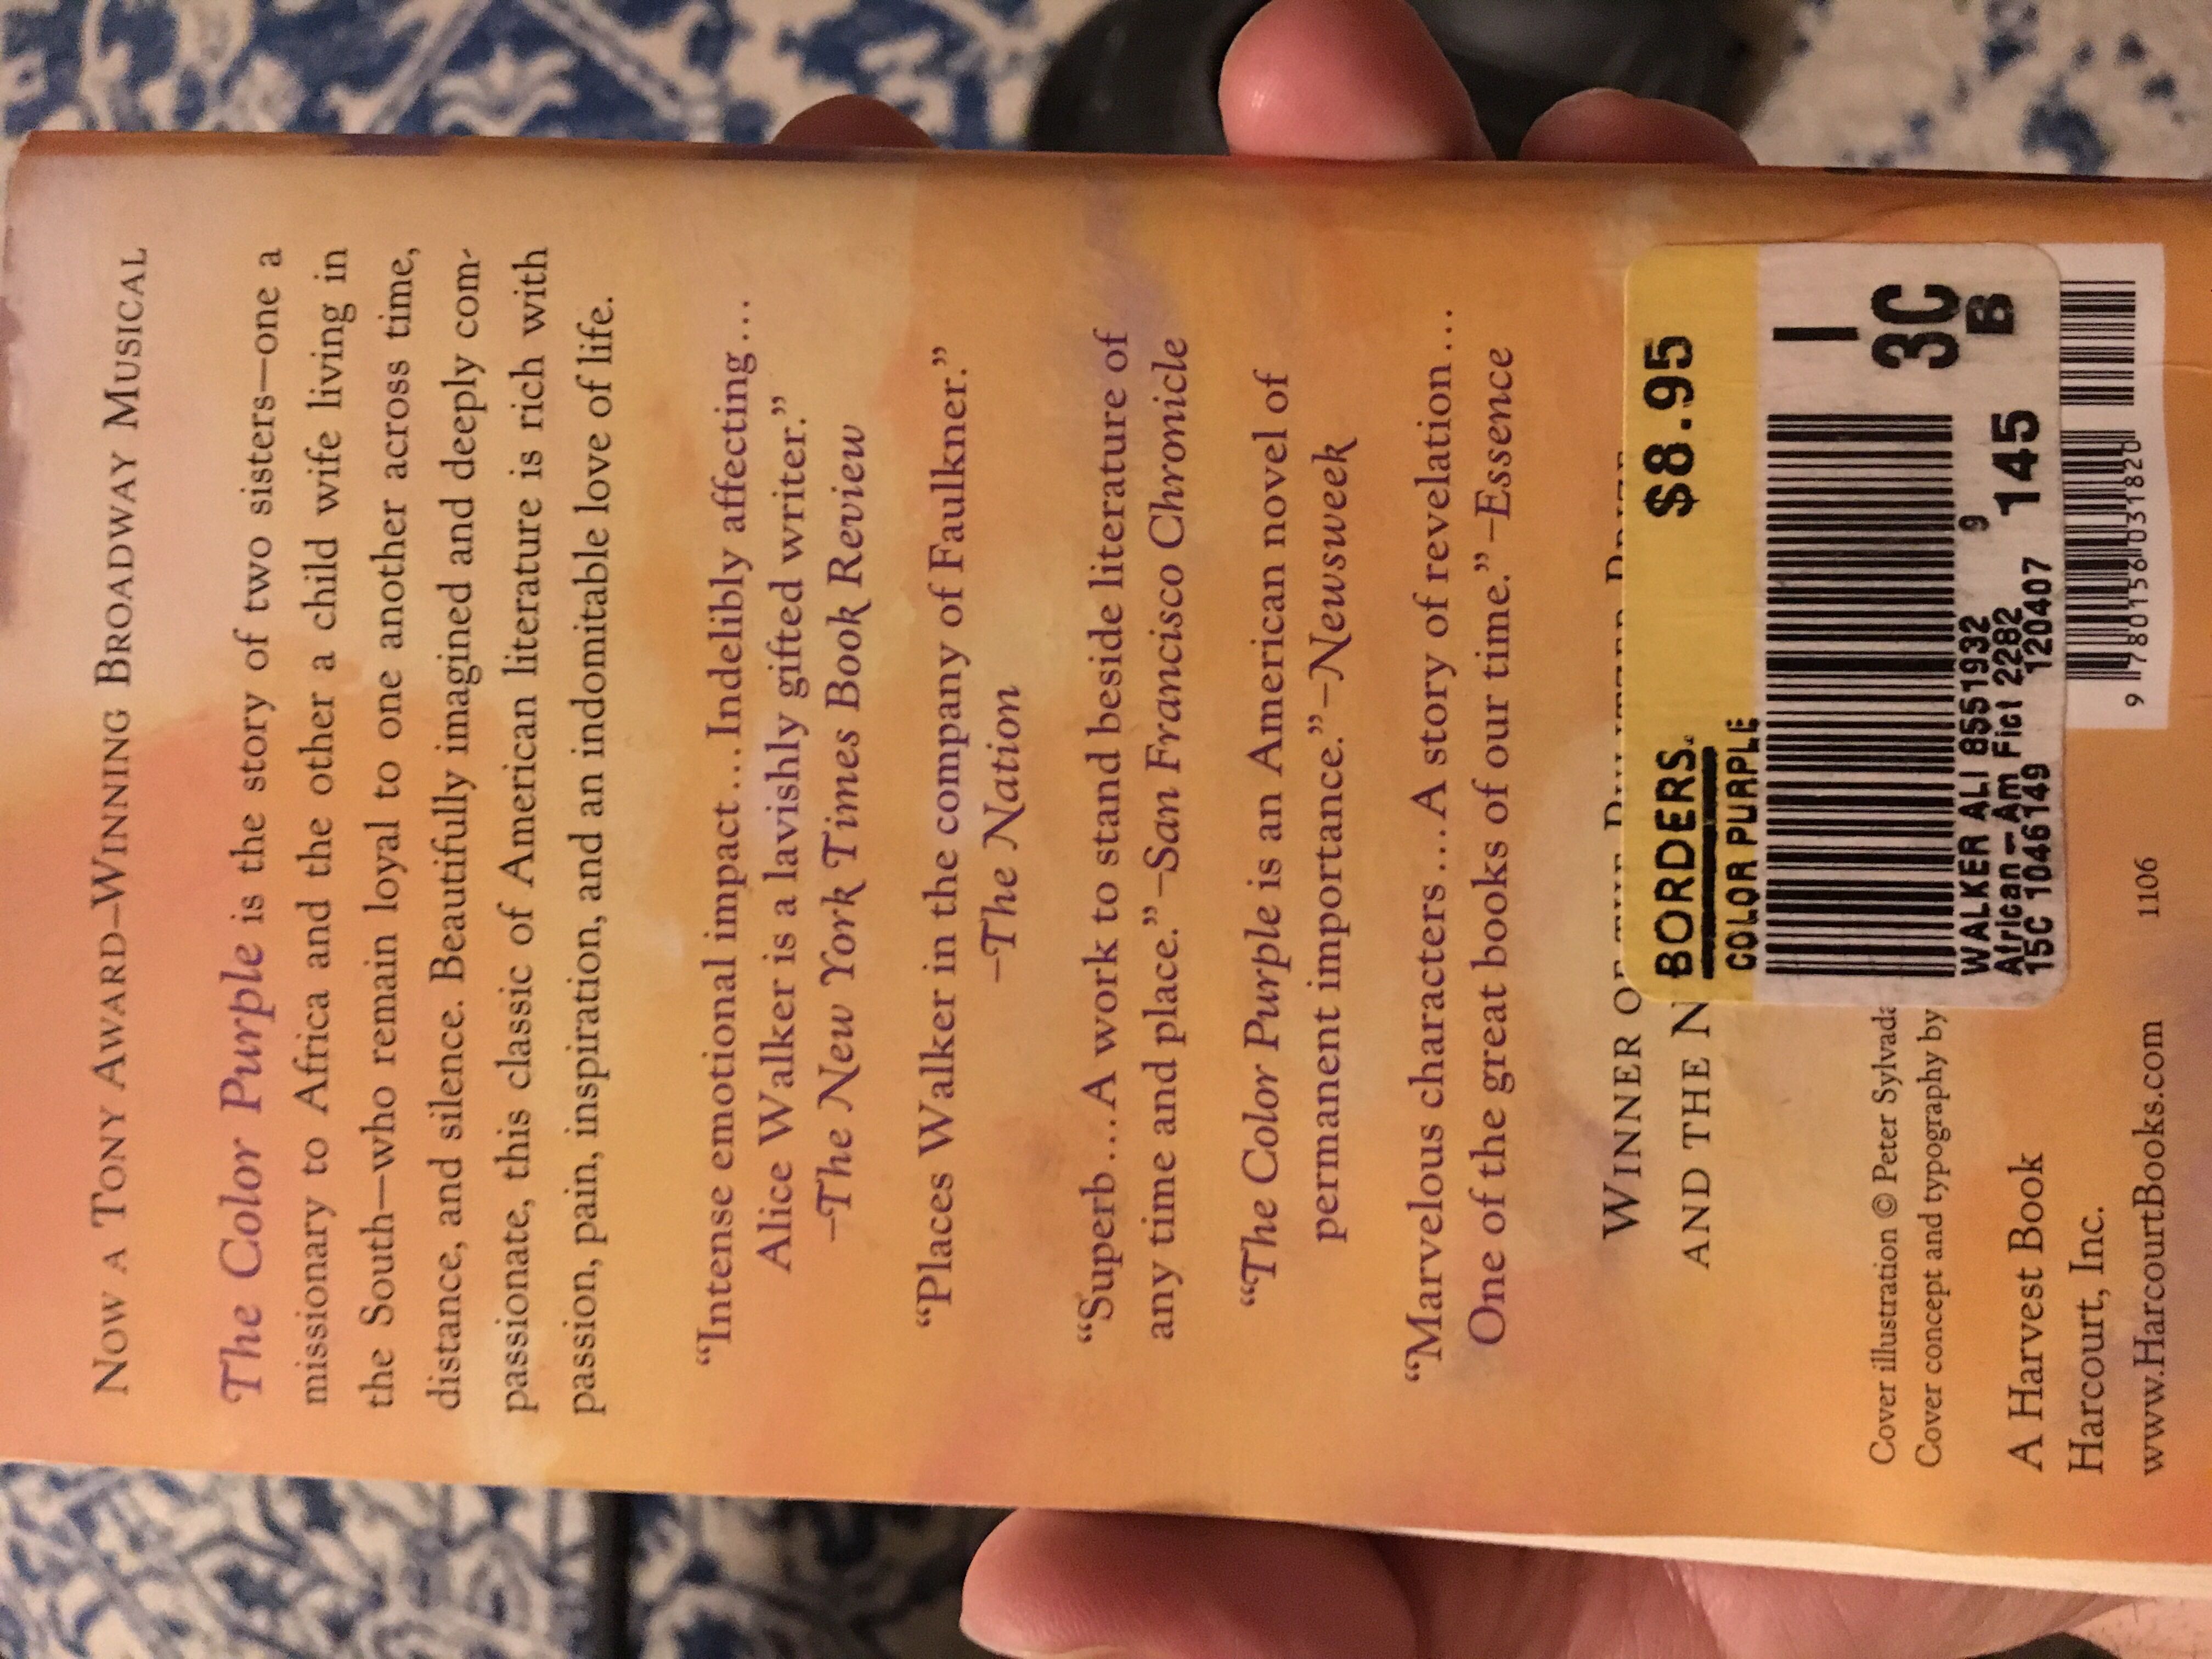 NOW A TONY AWARD–WINNING BROADWAY MUSICAL
The Color Purple is the story of two sisters—one a
missionary to Africa and the other a child wife living in
the South—who remain loyal to one another across time,
distance, and silence. Beautifully imagined and deeply com-
passionate, this classic of American literature is rich with
passion, pain, inspiration, and an indomitable love of life.
“Intense emotional impact…Indelibly affecting…
Alice Walker is a lavishly gifted writer.”
–The New York Times Book Review
“Places Walker in the company of Faulkner.”
–The Nation
“Superb…A work to stand beside literature of
any time and place.”–San Francisco Chronicle
“The Color Purple is an American novel of
permanent importance.”–Newsweek
“Marvelous characters…A story of revelation…
One of the great books of our time.”–Essence
WINNER OF THE PULITZER PRIZE
AND THE N
BORDERS. $8.95
COLOR PURPLE
I
3C
B
WALKER ALI 8551932 9
African-Am Fict 2282 145
15C 1046149 120407
Cover illustration © Peter Sylvada
Cover concept and typography by
A Harvest Book
Harcourt, Inc.
www.HarcourtBooks.com 1106
9 780156 031820